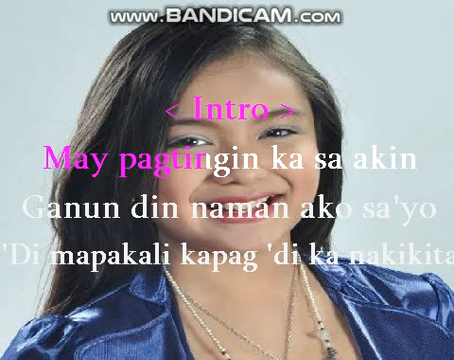 www.BANDICAM.com
< Intro >
May pagtingin ka sa akin
Ganun din naman ako sa'yo
'Di mapakali kapag 'di ka nakikita